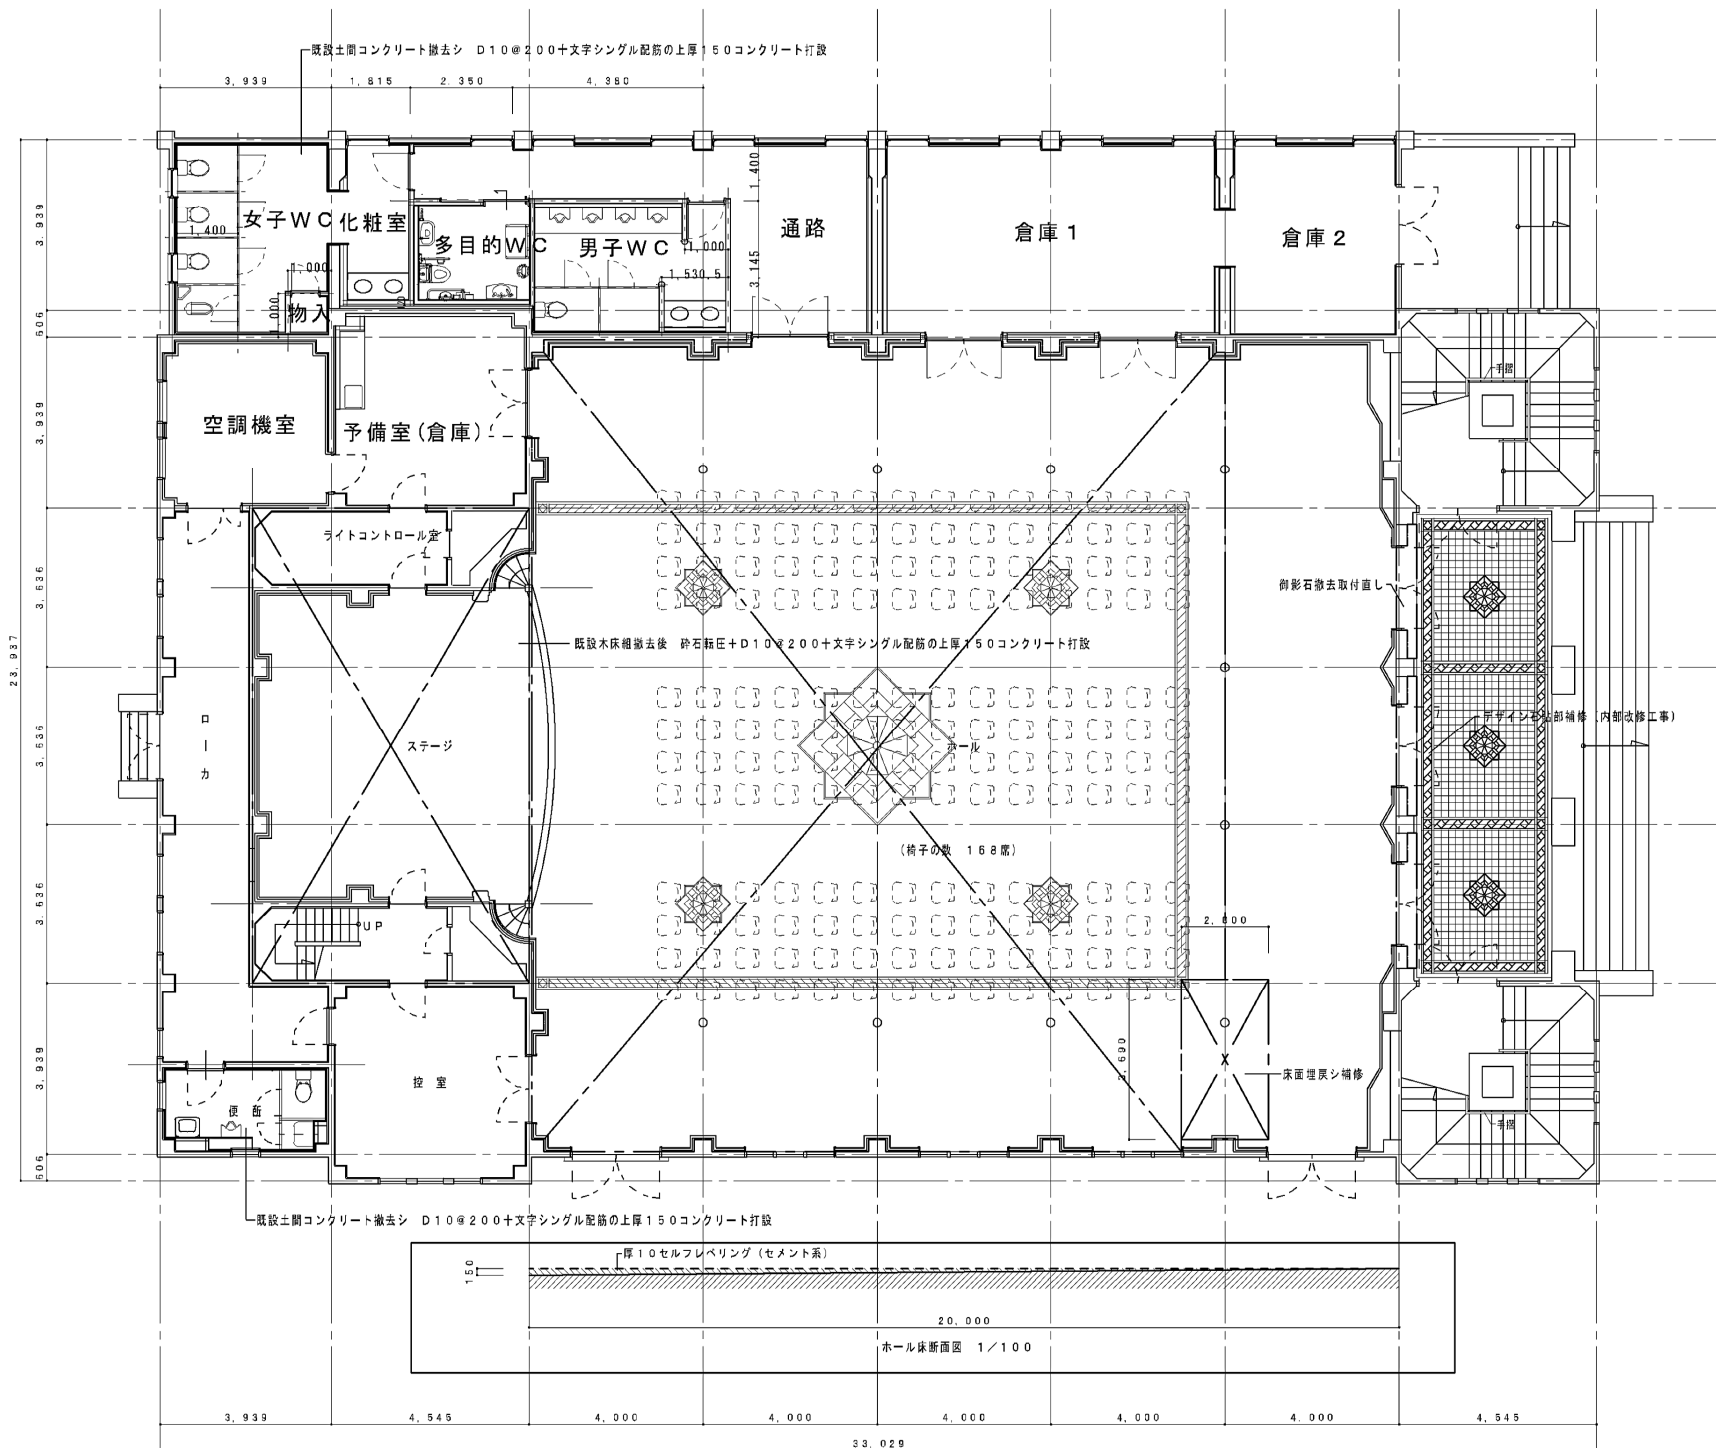 既設土間コンクリート撤去シ D10@200十文字シングル配筋の上厚150コンクリート打設
3,939
1,815
2.350
4,380
3,939
606
3,939
3,636
3,636
3,636
3,939
606
23,937
女子WC
1,400
1,000
物入
化粧室
多目的WC
男子WC
1,000
1,530.5
1,400
3,145
通路
倉庫1
倉庫2
空調機室
予備室(倉庫)
手摺
ライトコントロール室
御影石撤去取付直し
既設木床組撤去後 砕石転圧+D10@200十文字シングル配筋の上厚150コンクリート打設
デザイン石貼部補修(内部改修工事)
ローカ
ステージ
ホール
(椅子の数 168席)
UP
控室
便所
3,690
床面埋戻シ補修
手摺
既設土間コンクリート撤去シ D10@200十文字シングル配筋の上厚150コンクリート打設
厚10セルフレベリング(セメント系)
150
20,000
ホール床断面図 1/100
3,939
4,545
4,000
4,000
4,000
4,000
4,000
4,545
33,029